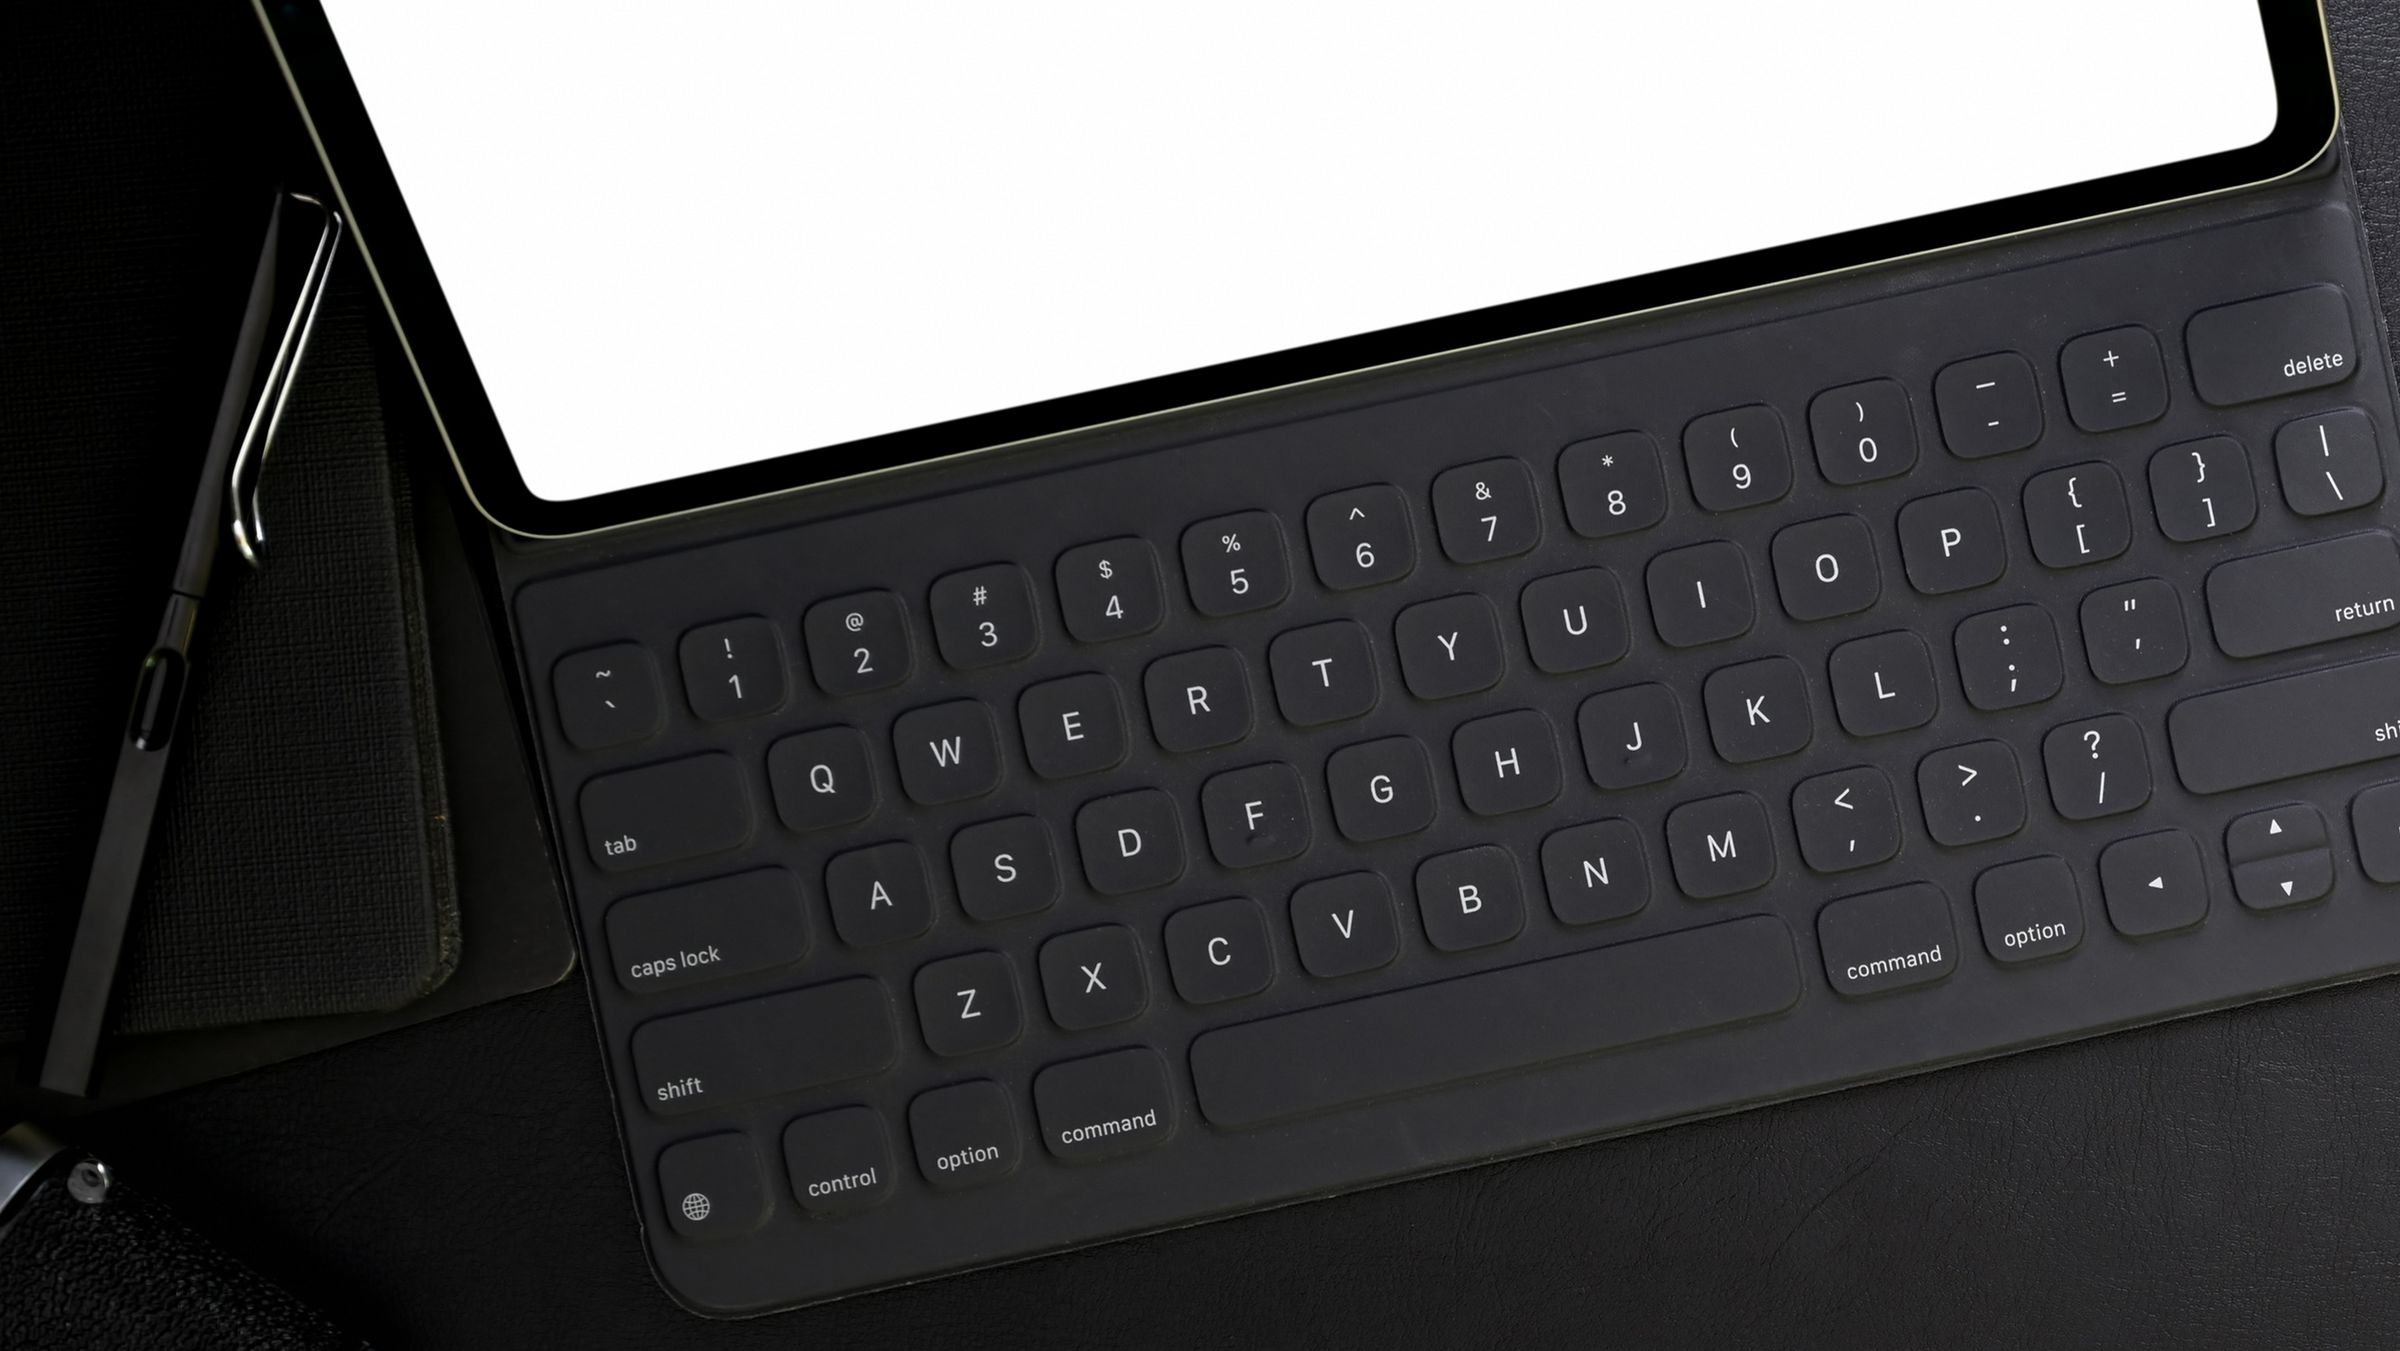 ~ ! @ # $ % ^ & * ( ) — +
` 1 2 3 4 5 6 7 8 9 0 - = delete
tab Q W E R T Y U I O P { [ } ] | \
caps lock A S D F G H J K L : ; " ' return
shift Z X C V B N M < , > . ? / shi
control option command command option ◄ ▲ ▼